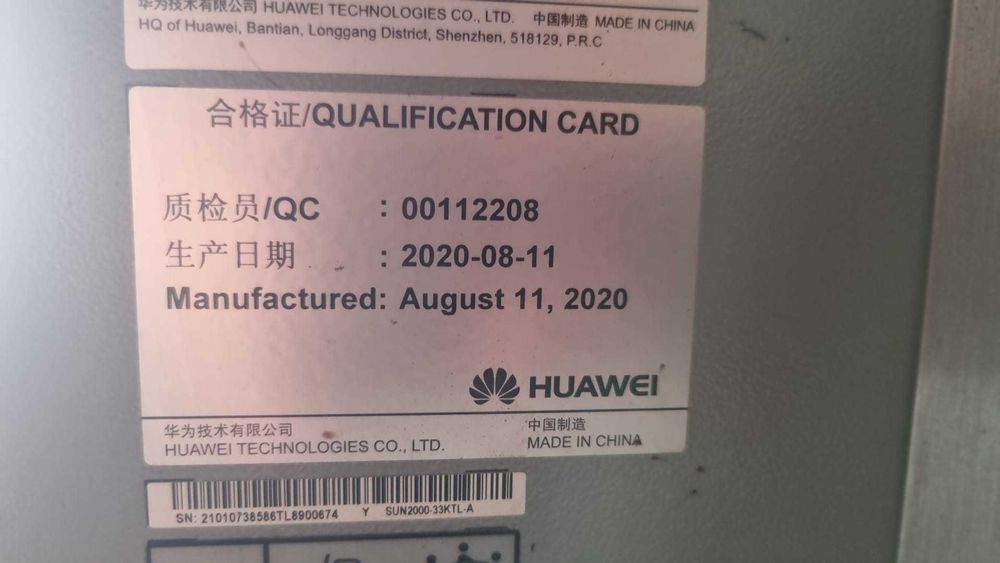 华为技术有限公司 HUAWEI TECHNOLOGIES CO., LTD. 中国制造 MADE IN CHINA
HQ of Huawei, Bantian, Longgang District, Shenzhen, 518129, P.R.C
合格证/QUALIFICATION CARD
质检员/QC : 00112208
生产日期 : 2020-08-11
Manufactured: August 11, 2020
HUAWEI
华为技术有限公司 中国制造
HUAWEI TECHNOLOGIES CO., LTD. MADE IN CHINA
SN: 21010738586TL8900674 Y SUN2000-33KTL-A